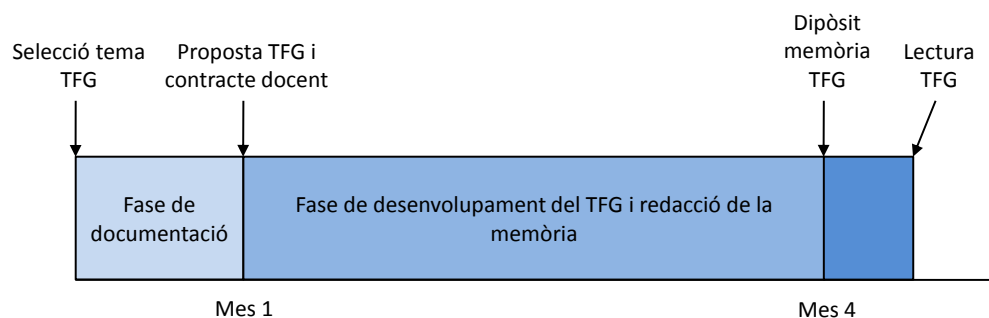 Selecció tema
TFG
Proposta TFG i
contracte docent
Dipòsit
memòria
TFG
Lectura
TFG
Fase de
documentació
Fase de desenvolupament del TFG i redacció de la
memòria
Mes 1
Mes 4